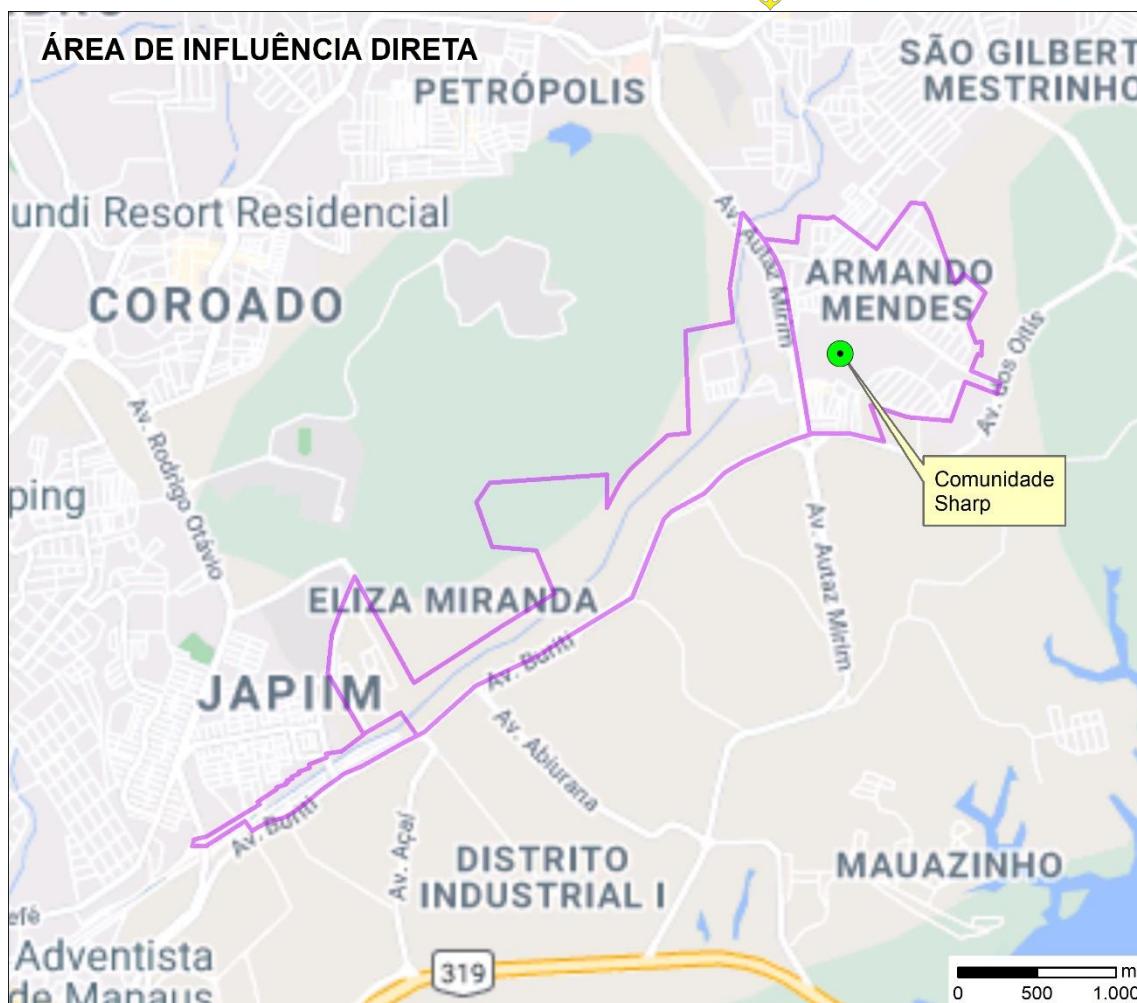 ÁREA DE INFLUÊNCIA DIRETA
SÃO GILBERT
MESTRINHO
PETRÓPOLIS
undi Resort Residencial
Av. Autaz Mirim
COROADO
ARMANDO
MENDES
Av. dos Oitis
Av. Rodrigo Otávio
ping
Comunidade
Sharp
Av. Autaz Mirim
ELIZA MIRANDA
JAPIIM
Av. Buriti
Av. Abiurana
Av. Buriti
Av. Açaí
DISTRITO
INDUSTRIAL I
MAUAZINHO
efé
Adventista
de Manaus
319
m
0 500 1.000